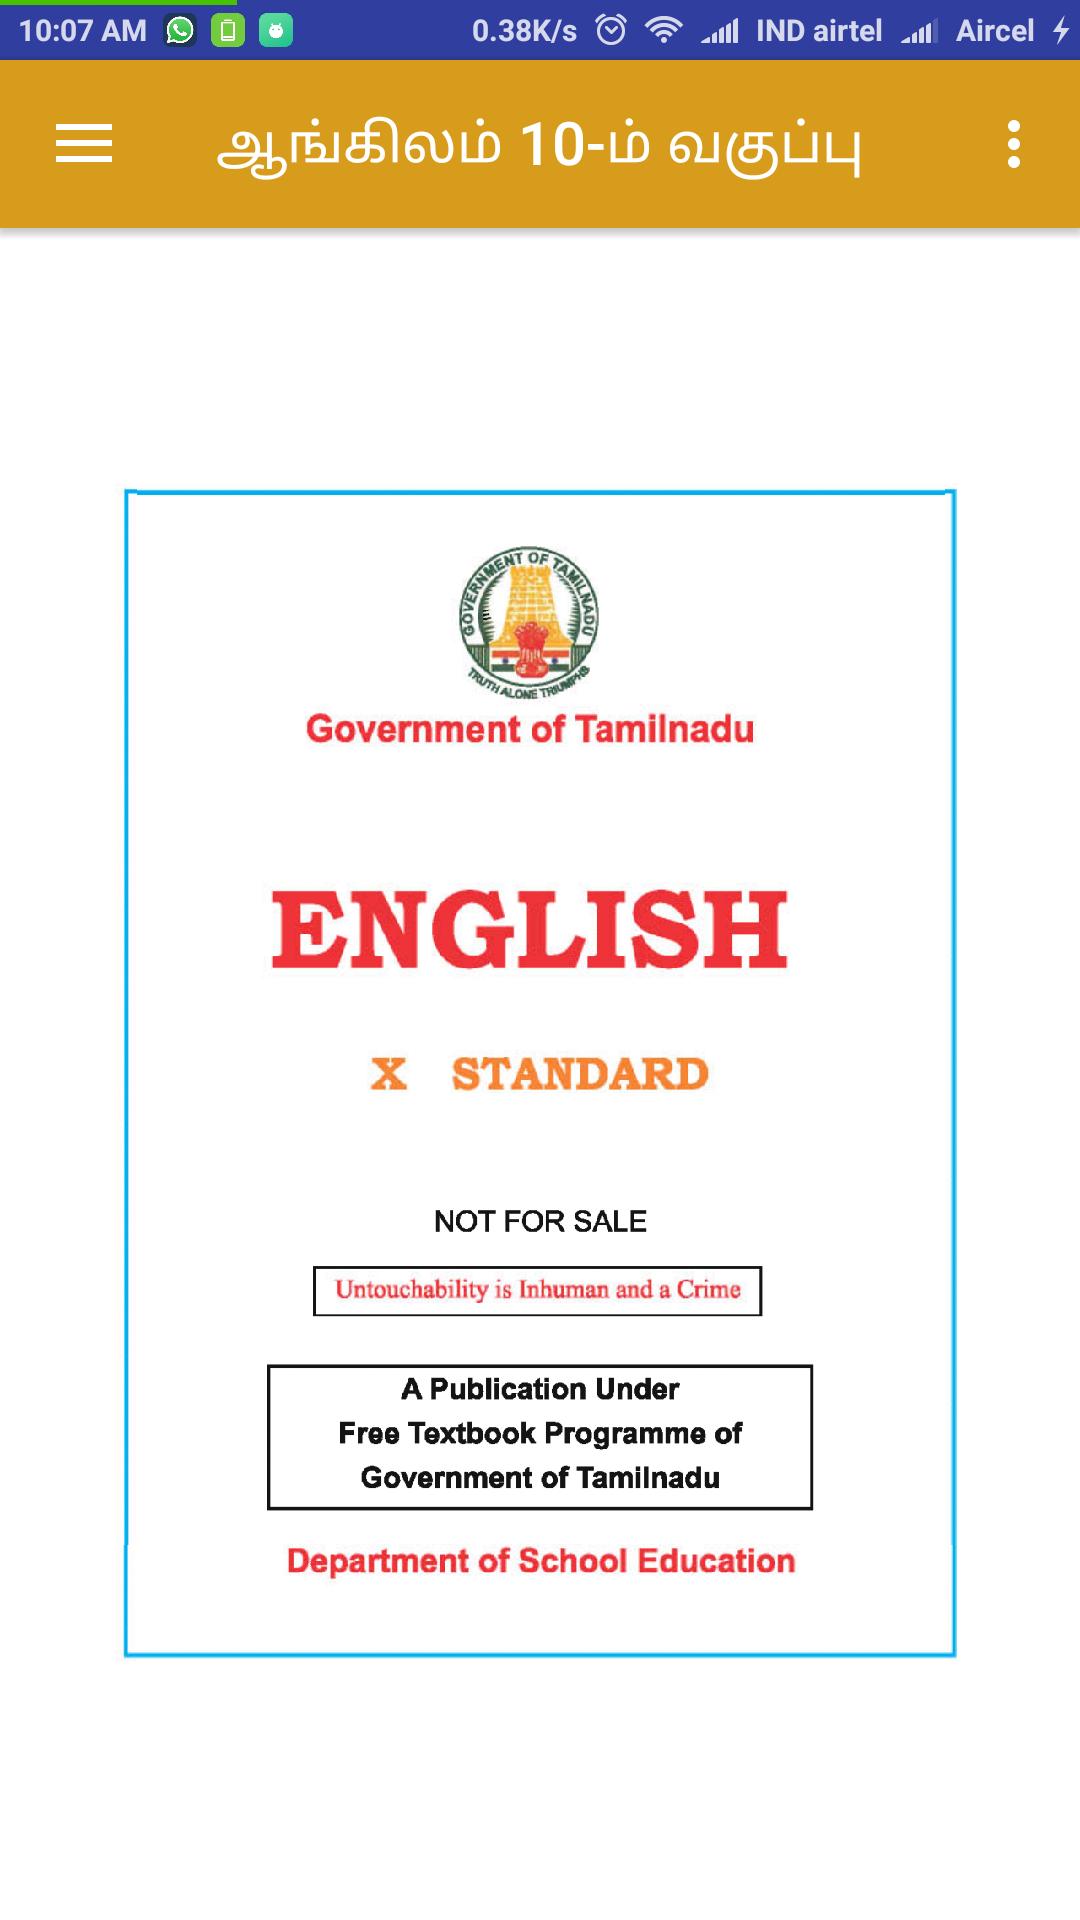 10:07 AM 0.38K/s IND airtel Aircel
ஆங்கிலம் 10-ம் வகுப்பு
GOVERNMENT OF TAMILNADU
TRUTH ALONE TRIUMPHS
Government of Tamilnadu
ENGLISH
X STANDARD
NOT FOR SALE
Untouchability is Inhuman and a Crime
A Publication Under
Free Textbook Programme of
Government of Tamilnadu
Department of School Education